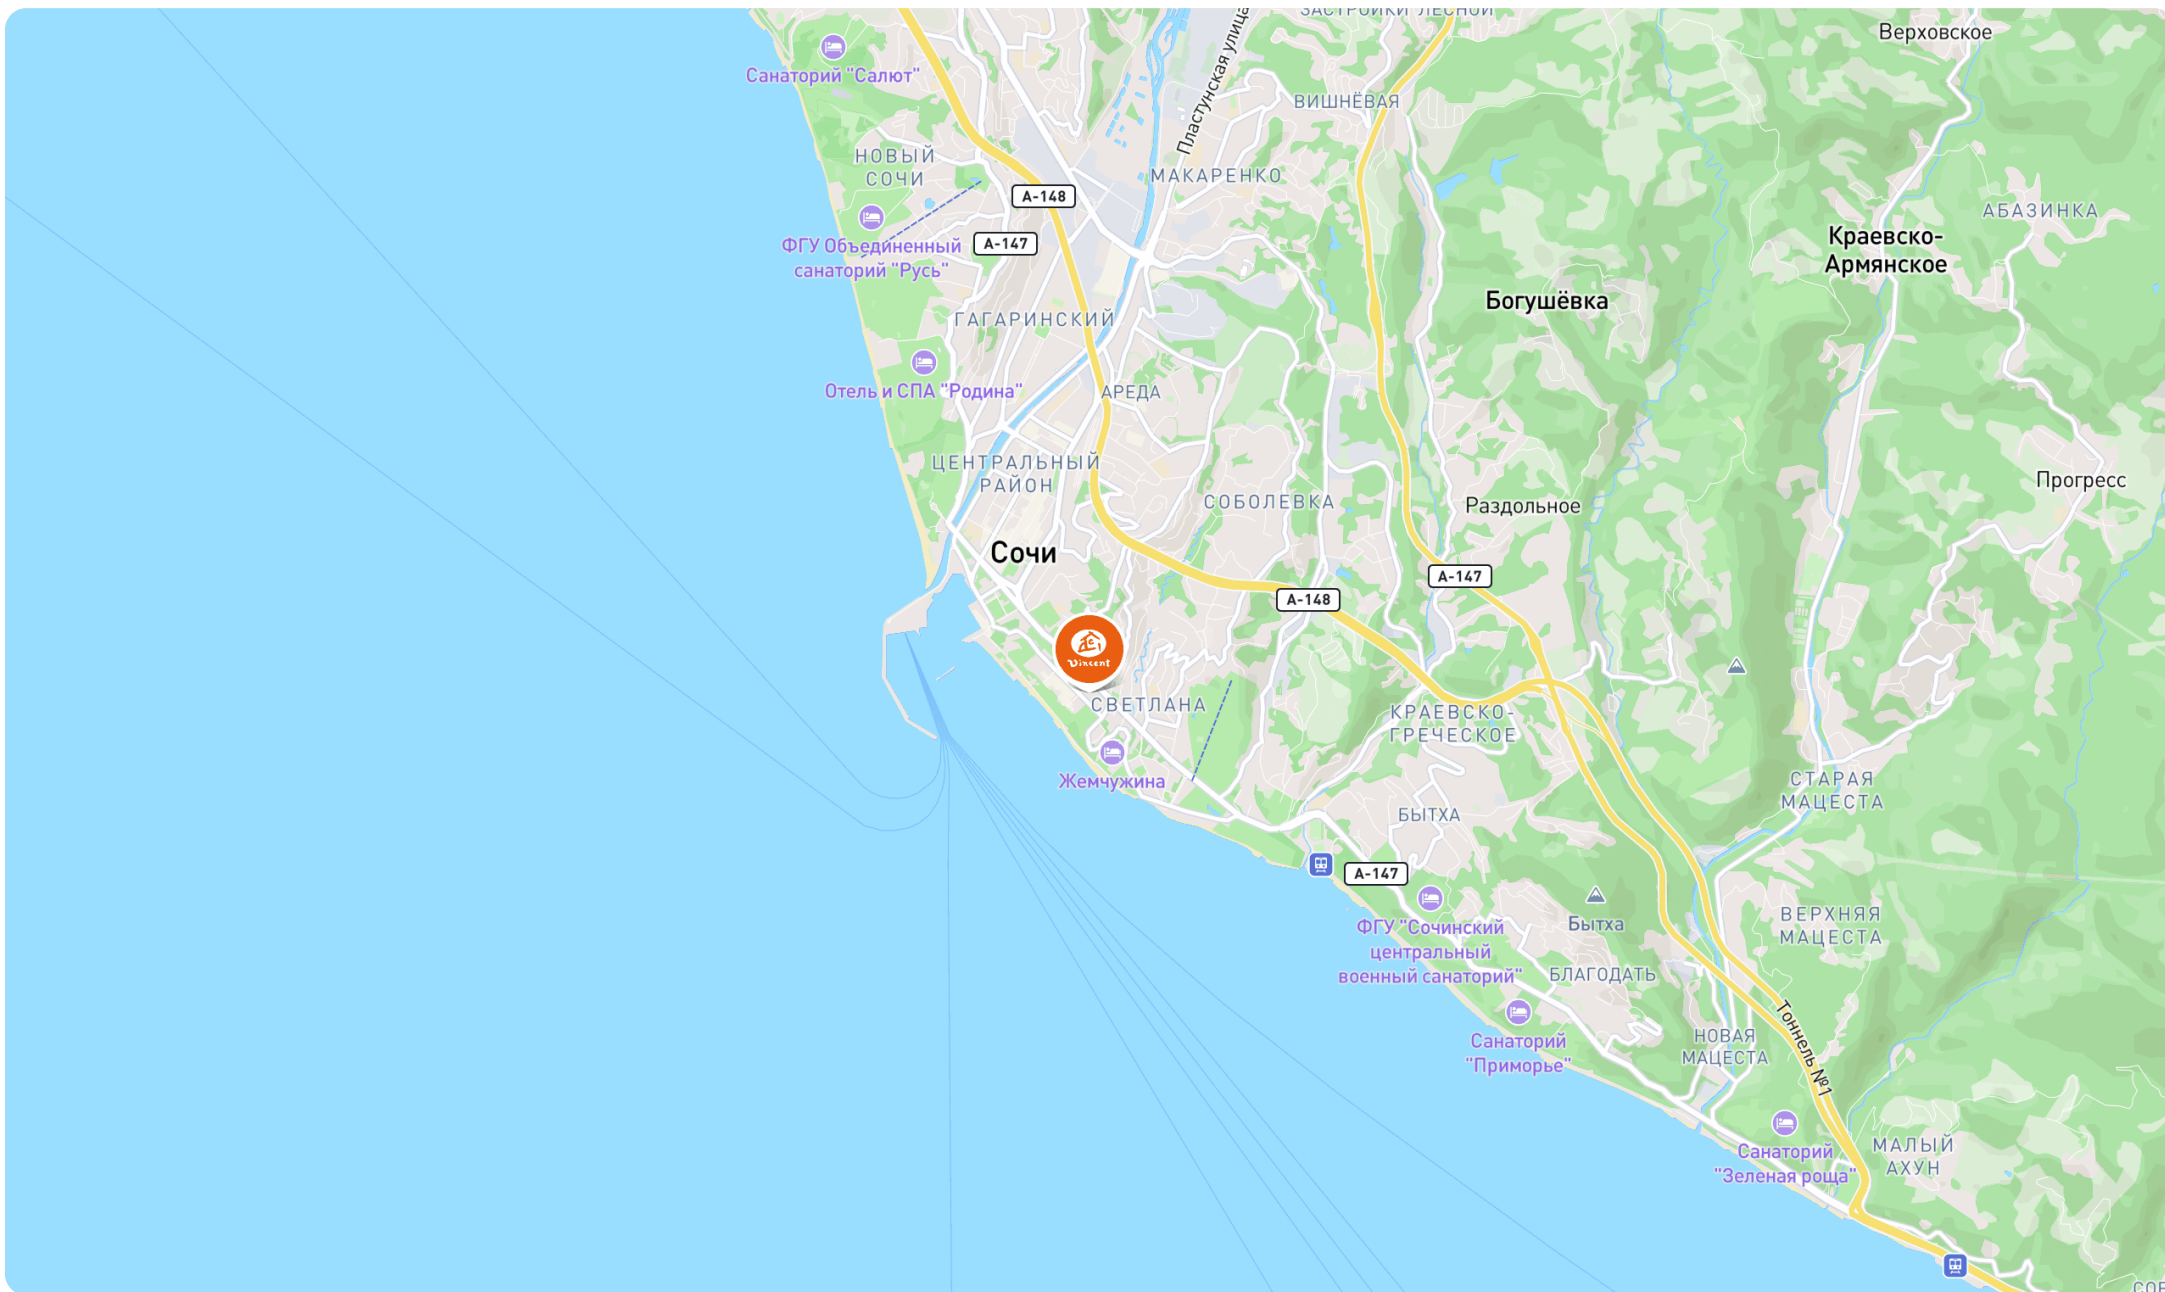 ЗАСТРОЙКИ ЛЕСНОЙ
Верховское
Санаторий "Салют"
Пластунская улица
ВИШНЁВАЯ
НОВЫЙ
СОЧИ
МАКАРЕНКО
А-148
АБАЗИНКА
А-147
ФГУ Объединенный
санаторий "Русь"
Краевско-
Армянское
Богушёвка
ГАГАРИНСКИЙ
Отель и СПА "Родина"
АРЕДА
ЦЕНТРАЛЬНЫЙ
РАЙОН
Прогресс
СОБОЛЕВКА
Раздольное
Сочи
А-147
А-148
Vincent
СВЕТЛАНА
КРАЕВСКО-
ГРЕЧЕСКОЕ
Жемчужина
СТАРАЯ
МАЦЕСТА
БЫТХА
А-147
ФГУ "Сочинский
центральный
военный санаторий"
Бытха
ВЕРХНЯЯ
МАЦЕСТА
БЛАГОДАТЬ
Санаторий
"Приморье"
НОВАЯ
МАЦЕСТА
Тоннель №1
Санаторий
"Зеленая роща"
МАЛЫЙ
АХУН